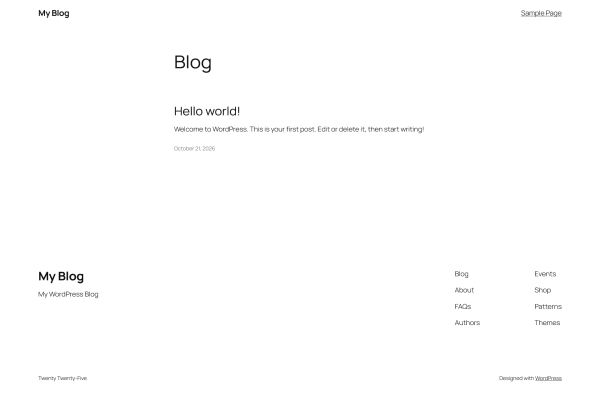 My Blog
Sample Page
Blog
Hello world!
Welcome to WordPress. This is your first post. Edit or delete it, then start writing!
October 21, 2026
My Blog
My WordPress Blog
Blog
About
FAQs
Authors
Events
Shop
Patterns
Themes
Twenty Twenty-Five
Designed with WordPress